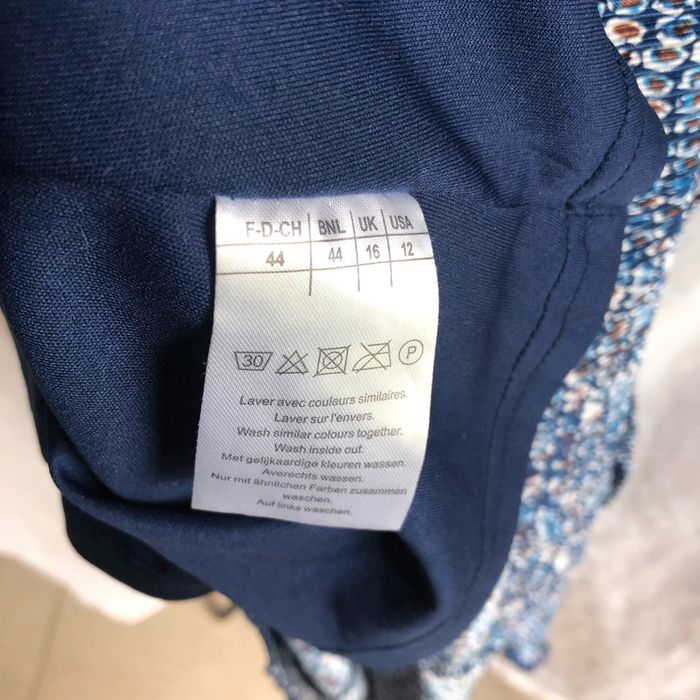 F-D-CH BNL UK USA
44 44 16 12
30 P
Laver avec couleurs similaires.
Laver sur l'envers.
Wash similar colours together.
Wash inside out.
Met gelijkaardige kleuren wassen.
Averechts wassen.
Nur mit ähnlichen Farben zusammen
waschen.
Auf links waschen.